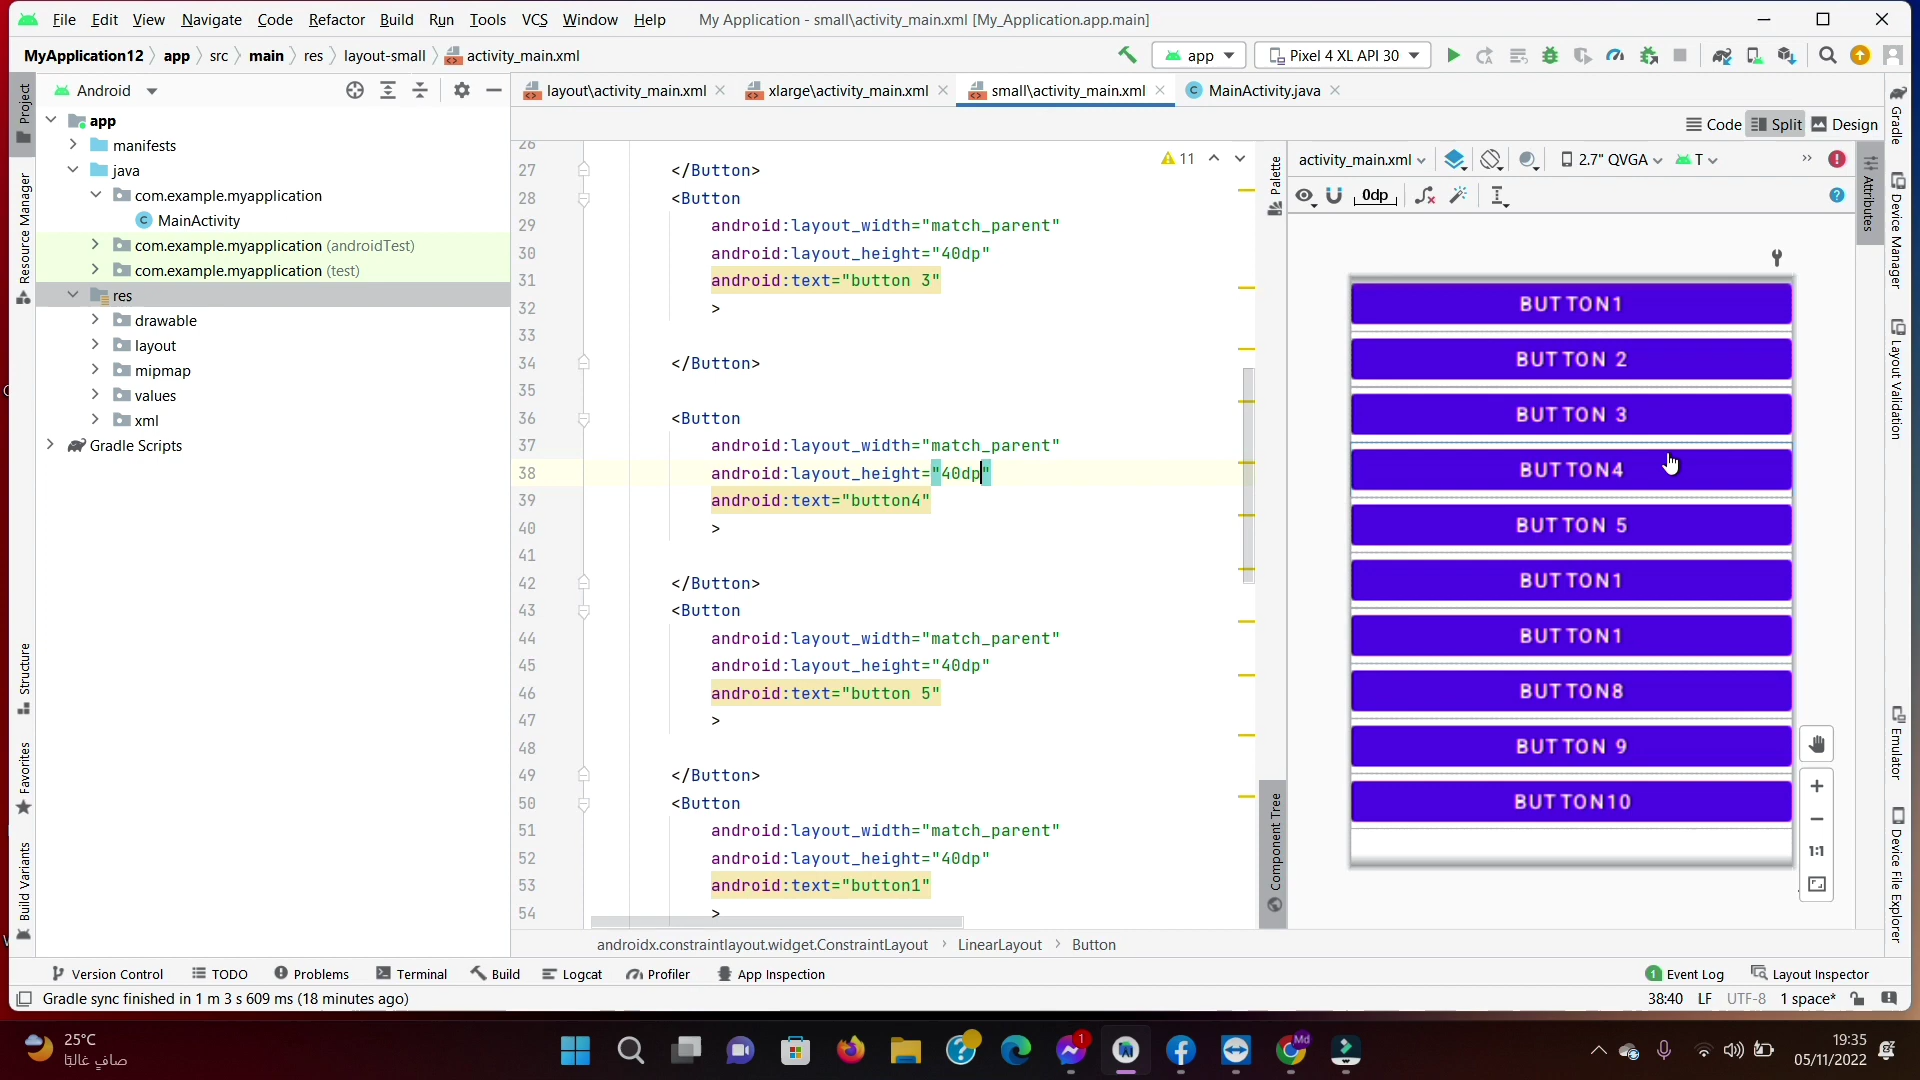 File Edit View Navigate Code Refactor Build Run Tools VCS Window Help My Application - small\activity_main.xml [My_Application.app.main]
MyApplication12 app src main res layout-small activity_main.xml
app Pixel 4 XL API 30
Project
Resource Manager
Structure
Favorites
Build Variants
Android
app
manifests
java
com.example.myapplication
MainActivity
com.example.myapplication (androidTest)
com.example.myapplication (test)
res
drawable
layout
mipmap
values
xml
Gradle Scripts
layout\activity_main.xml xlarge\activity_main.xml small\activity_main.xml MainActivity.java
Code Split Design
11
26
27 </Button>
28 <Button
29 android:layout_width="match_parent"
30 android:layout_height="40dp"
31 android:text="button 3"
32 >
33
34 </Button>
35
36 <Button
37 android:layout_width="match_parent"
38 android:layout_height="40dp"
39 android:text="button4"
40 >
41
42 </Button>
43 <Button
44 android:layout_width="match_parent"
45 android:layout_height="40dp"
46 android:text="button 5"
47 >
48
49 </Button>
50 <Button
51 android:layout_width="match_parent"
52 android:layout_height="40dp"
53 android:text="button1"
54 >
androidx.constraintlayout.widget.ConstraintLayout LinearLayout Button
Palette
Component Tree
activity_main.xml 2.7" QVGA T
0dp
BUTTON1
BUTTON 2
BUTTON 3
BUTTON4
BUTTON 5
BUTTON1
BUTTON1
BUTTON8
BUTTON 9
BUTTON10
1:1
Attributes
Gradle
Device Manager
Layout Validation
Emulator
Device File Explorer
Version Control TODO Problems Terminal Build Logcat Profiler App Inspection 1 Event Log Layout Inspector
Gradle sync finished in 1 m 3 s 609 ms (18 minutes ago) 38:40 LF UTF-8 1 space*
25°C
صافٍ غالبًا
1
Md
19:35
05/11/2022